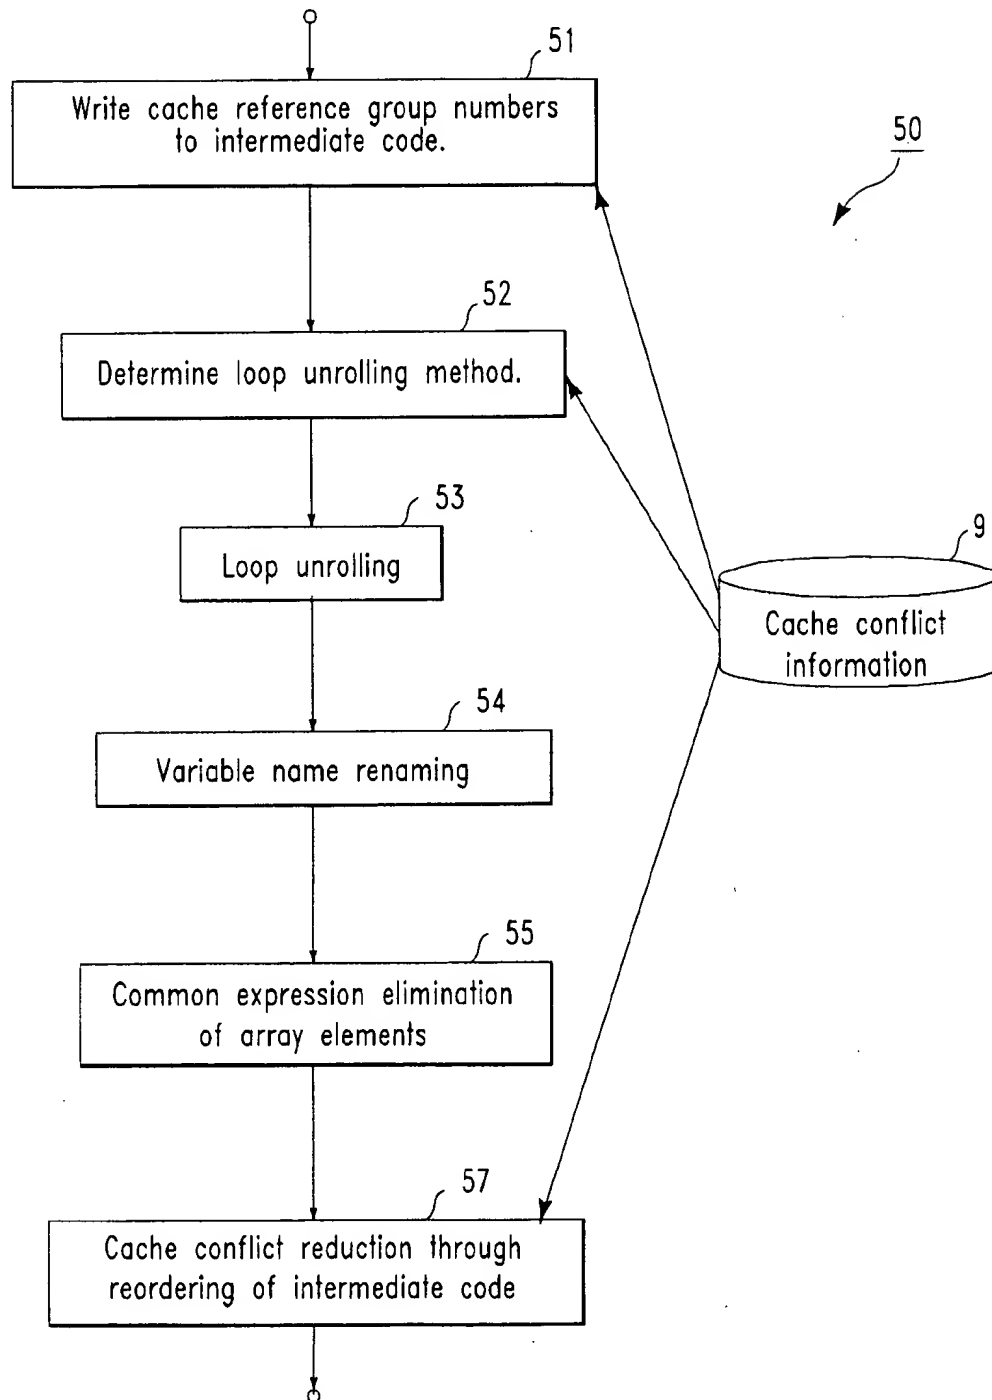 51
Write cache reference group numbers
to intermediate code.
50
52
Determine loop unrolling method.
53
Loop unrolling
9
Cache conflict
information
54
Variable name renaming
55
Common expression elimination
of array elements
57
Cache conflict reduction through
reordering of intermediate code